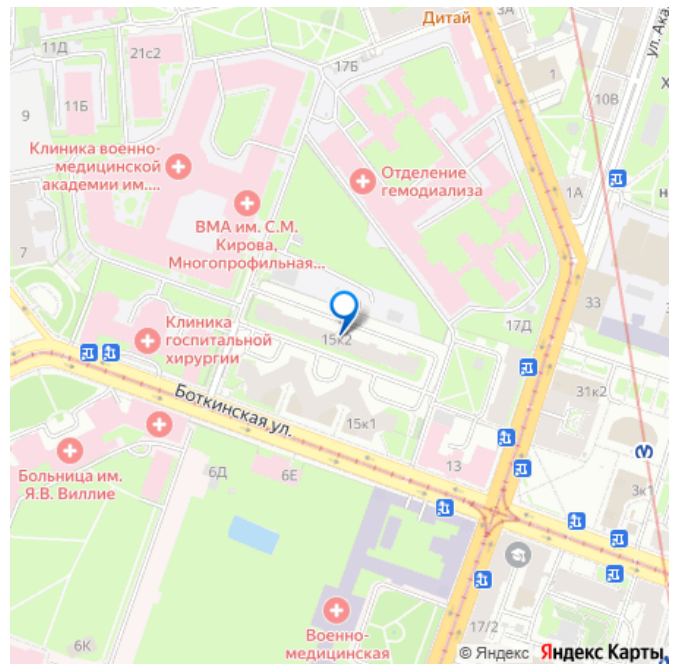 Дитай
3А
11Д
21с2
17Б
ул. Ака
11Б
9
1
10В
Х
Клиника военно-
медицинской
академии им....
Отделение
гемодиализа
1А
н
ВМА им. С.М.
Кирова,
Многопрофильная...
7
33
Клиника
госпитальной
хирургии
15к2
17Д
31к2
Боткинская ул.
15к1
13
3к1
Больница им.
Я.В. Виллие
6Д
6Е
17/2
6К
Военно-
медицинская
© Яндекс Яндекс Карты